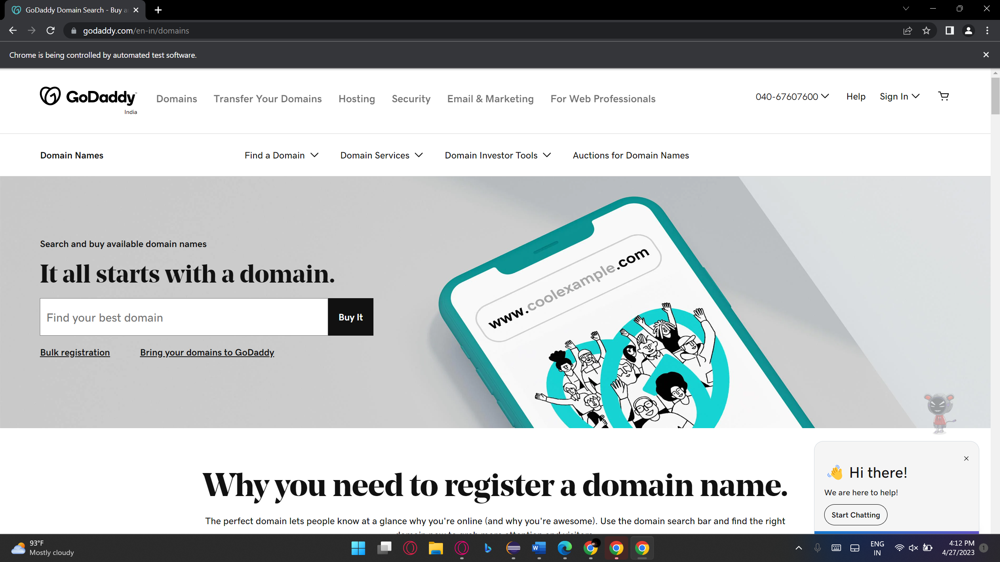 GoDaddy Domain Search - Buy a
godaddy.com/en-in/domains
Chrome is being controlled by automated test software.
GoDaddy™
India
Domains
Transfer Your Domains
Hosting
Security
Email & Marketing
For Web Professionals
040-67607600
Help
Sign In
Domain Names
Find a Domain
Domain Services
Domain Investor Tools
Auctions for Domain Names
Search and buy available domain names
It all starts with a domain.
Find your best domain
Buy It
Bulk registration
Bring your domains to GoDaddy
www.coolexample.com
Why you need to register a domain name.
The perfect domain lets people know at a glance why you're online (and why you're awesome). Use the domain search bar and find the right
Hi there!
We are here to help!
Start Chatting
93°F
Mostly cloudy
ENG
IN
4:12 PM
4/27/2023
1